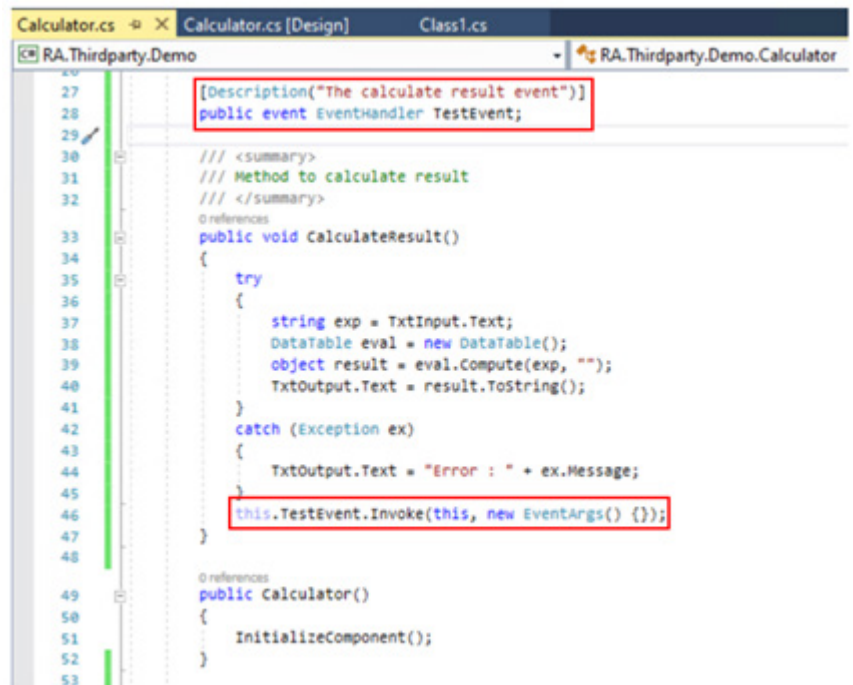 Calculator.cs Calculator.cs [Design] Class1.cs
C# RA.Thirdparty.Demo RA.Thirdparty.Demo.Calculator
26
27 [Description("The calculate result event")]
28 public event EventHandler TestEvent;
29
30 /// <summary>
31 /// Method to calculate result
32 /// </summary>
0 references
33 public void CalculateResult()
34 {
35 try
36 {
37 string exp = TxtInput.Text;
38 DataTable eval = new DataTable();
39 object result = eval.Compute(exp, "");
40 TxtOutput.Text = result.ToString();
41 }
42 catch (Exception ex)
43 {
44 TxtOutput.Text = "Error : " + ex.Message;
45 }
46 this.TestEvent.Invoke(this, new EventArgs() {});
47 }
48
0 references
49 public Calculator()
50 {
51 InitializeComponent();
52 }
53